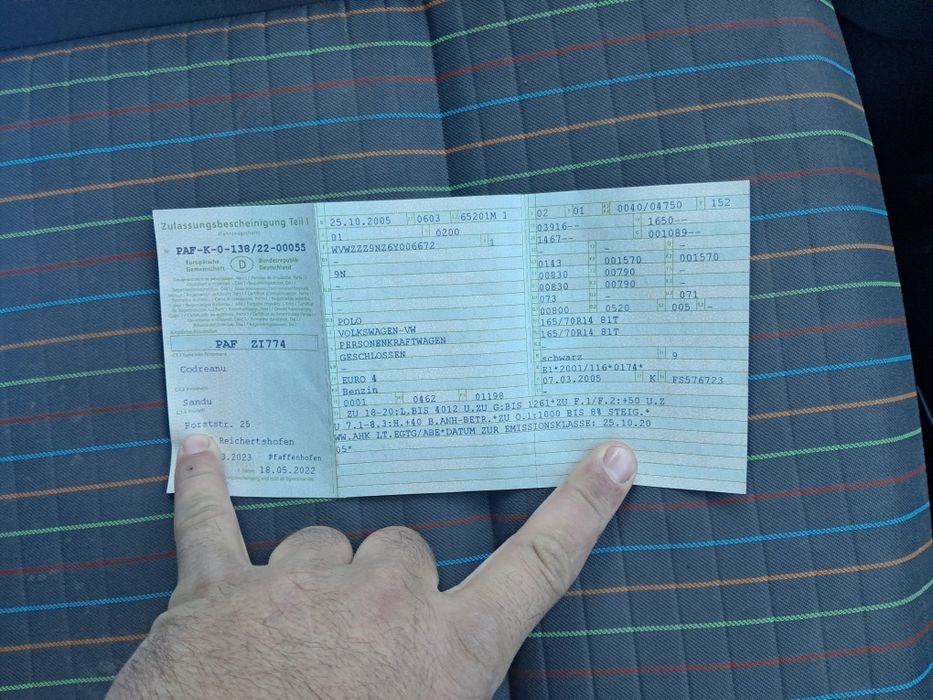 Zulassungsbescheinigung Teil I
(Fahrzeugschein)
Nr. PAF-K-0-138/22-00055
Europäische Gemeinschaft D Bundesrepublik Deutschland
PAF ZI774
Codreanu
Sandu
Forststr. 25
Reichertshofen
3.2023 Pfaffenhofen
18.05.2022
25.10.2005 0603 65201M 1
01 0200
WVWZZZ9NZ6Y006672 1
–
9N
–
–
POLO
VOLKSWAGEN-VW
PERSONENKRAFTWAGEN
GESCHLOSSEN
–
EURO 4
Benzin
0001 0462 01198
02 01 0040/04750 152
03916-- 1650--
1467-- 001089--
– –
0143 001570 001570
00830 00790 –
00830 00790 –
073 – 071
00800 0520 005 –
165/70R14 81T
165/70R14 81T
–
schwarz 9
E1*2001/116*0174*
07.03.2005 K FS576723
ZU 18-20:L.BIS 4012 U.ZU G:BIS 1261*ZU F.1/F.2:+50 U.Z
U 7.1-8.3:H.+40 B.ANH-BETR.*ZU O.1:1000 BIS 8% STEIG.*
WW.AHK LT.EGTG/ABE*DATUM ZUR EMISSIONSKLASSE: 25.10.20
05*